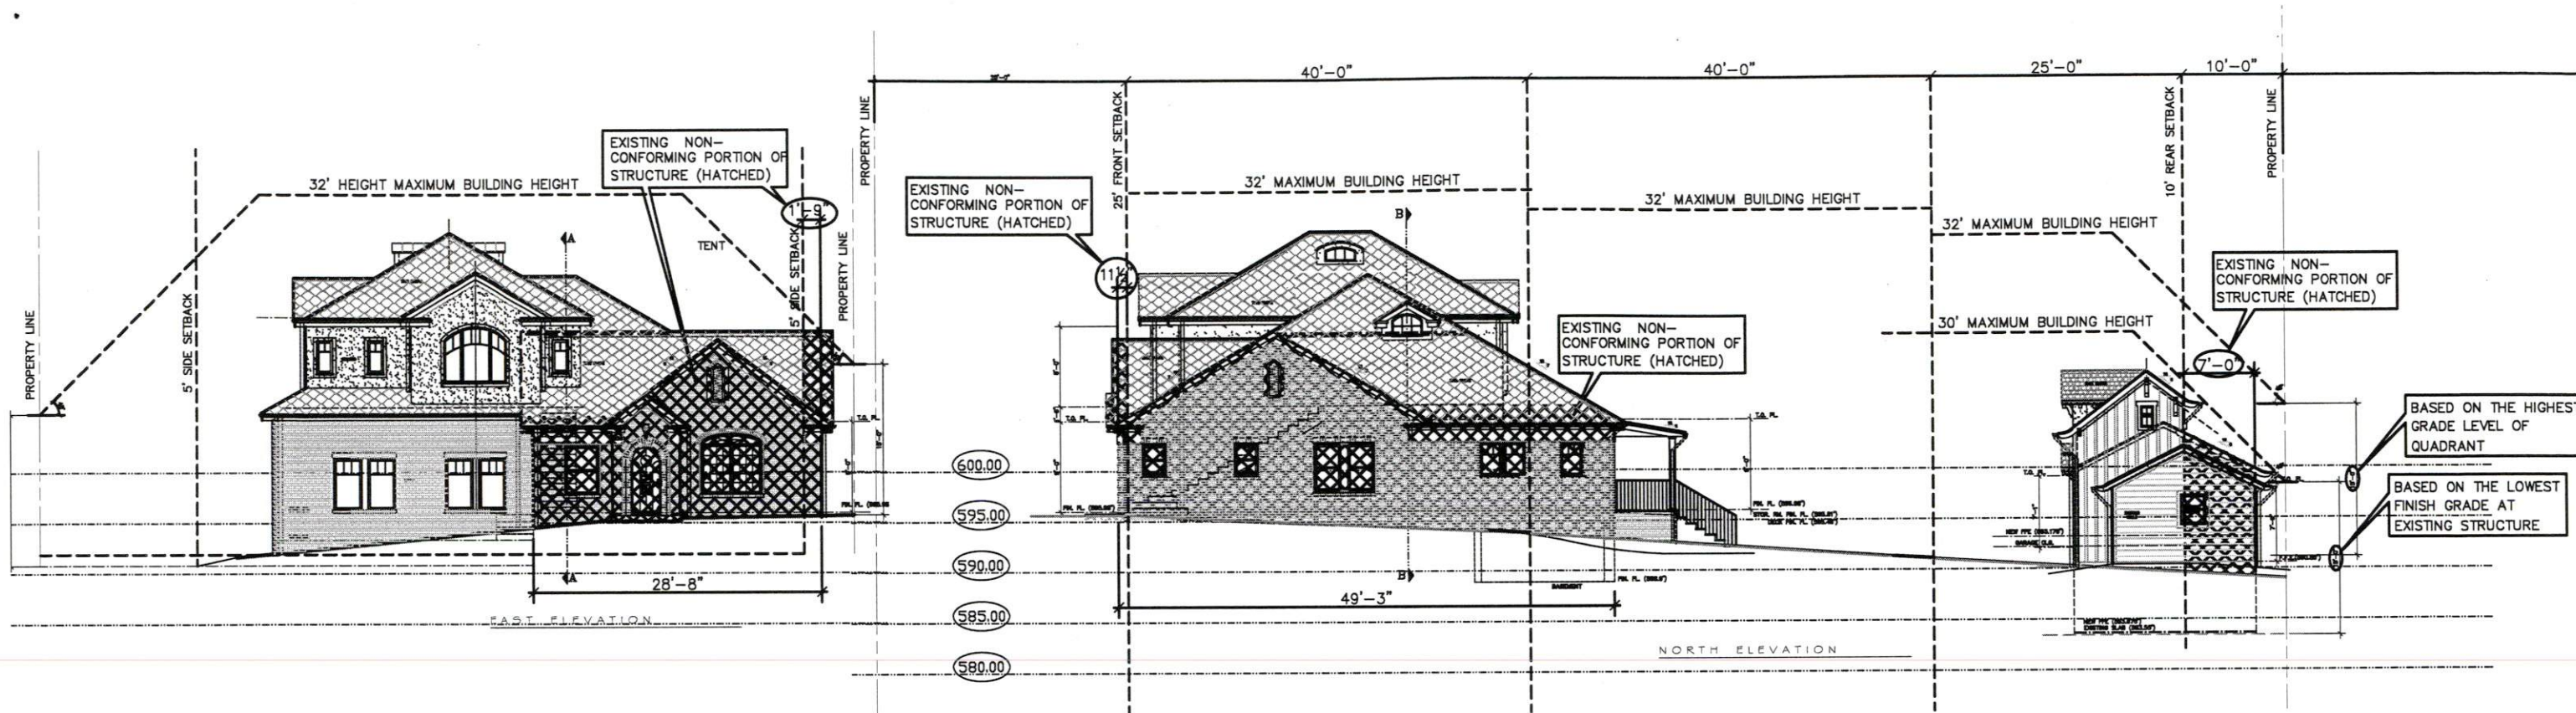 40'-0"
40'-0"
25'-0"
10'-0"
PROPERTY LINE
25' FRONT SETBACK
10' REAR SETBACK
PROPERTY LINE
EXISTING NON-
CONFORMING PORTION OF
STRUCTURE (HATCHED)
32' HEIGHT MAXIMUM BUILDING HEIGHT
1'-9"
TENT
5' SIDE SETBACK
PROPERTY LINE
PROPERTY LINE
5' SIDE SETBACK
A
A
28'-8"
EAST ELEVATION
EXISTING NON-
CONFORMING PORTION OF
STRUCTURE (HATCHED)
32' MAXIMUM BUILDING HEIGHT
32' MAXIMUM BUILDING HEIGHT
32' MAXIMUM BUILDING HEIGHT
30' MAXIMUM BUILDING HEIGHT
B
B
EXISTING NON-
CONFORMING PORTION OF
STRUCTURE (HATCHED)
EXISTING NON-
CONFORMING PORTION OF
STRUCTURE (HATCHED)
7'-0"
BASED ON THE HIGHEST
GRADE LEVEL OF
QUADRANT
BASED ON THE LOWEST
FINISH GRADE AT
EXISTING STRUCTURE
600.00
595.00
590.00
585.00
580.00
BASEMENT
49'-3"
NORTH ELEVATION